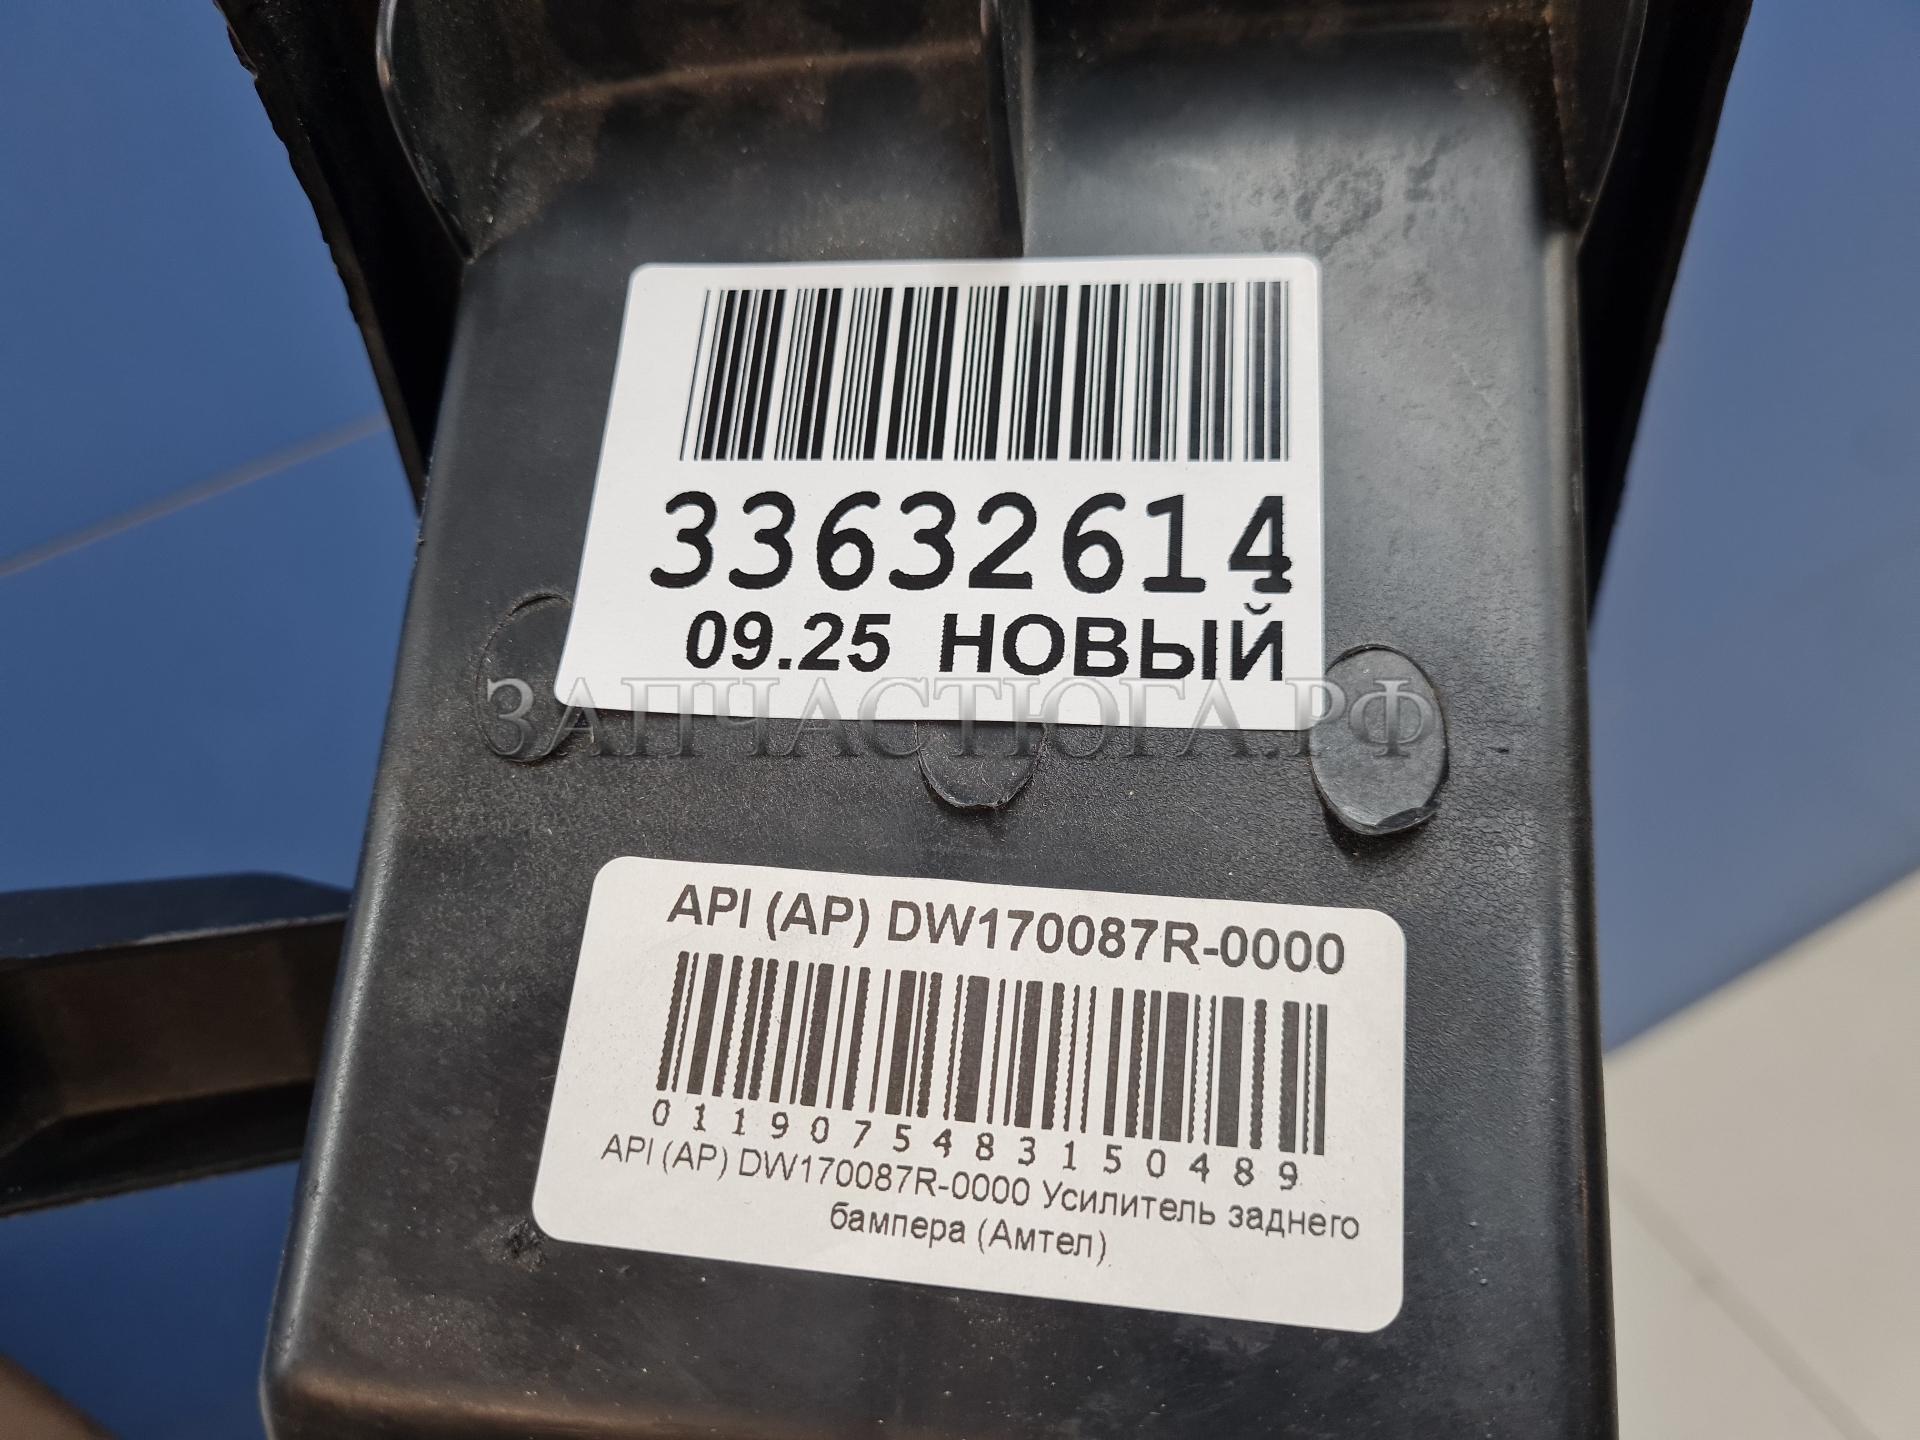 33632614
09.25 НОВЫЙ
ЗАПЧАСТЮГА.РФ
API (AP) DW170087R-0000
0119075483150489
API (AP) DW170087R-0000 Усилитель заднего
бампера (Амтел)